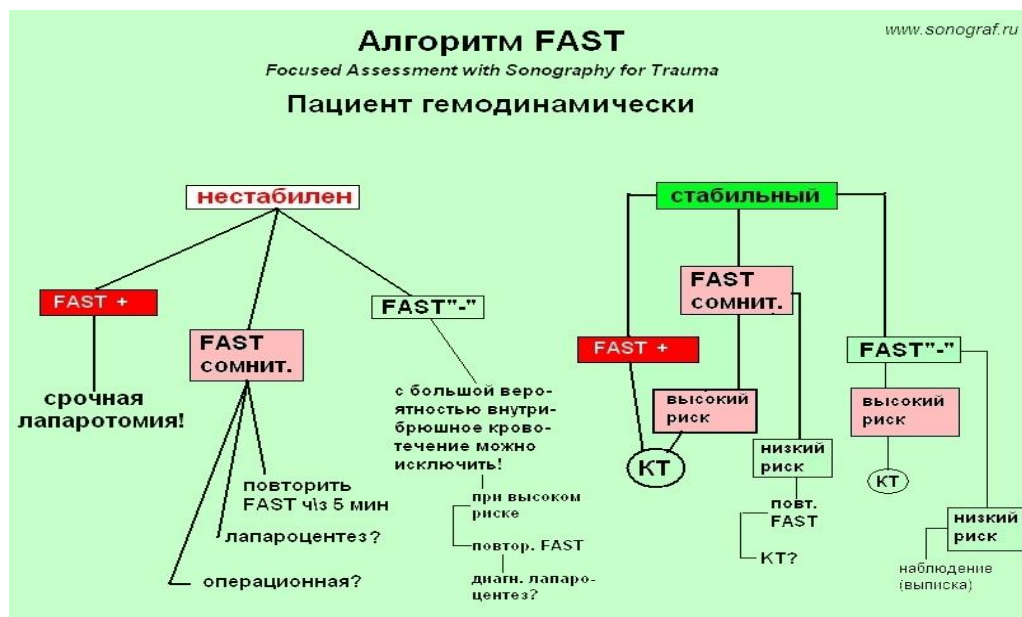 www.sonograf.ru
Алгоритм FAST
Focused Assessment with Sonography for Trauma
Пациент гемодинамически
нестабилен
FAST +
срочная
лапаротомия!
FAST
сомнит.
повторить
FAST ч\з 5 мин
лапароцентез?
операционная?
FAST"-"
с большой веро-
ятностью внутри-
брюшное крово-
течение можно
исключить!
при высоком
риске
повтор. FAST
диагн. лапаро-
центез?
стабильный
FAST +
FAST
сомнит.
высокий
риск
КТ
низкий
риск
повт.
FAST
КТ?
FAST"-"
высокий
риск
КТ
низкий
риск
наблюдение
(выписка)